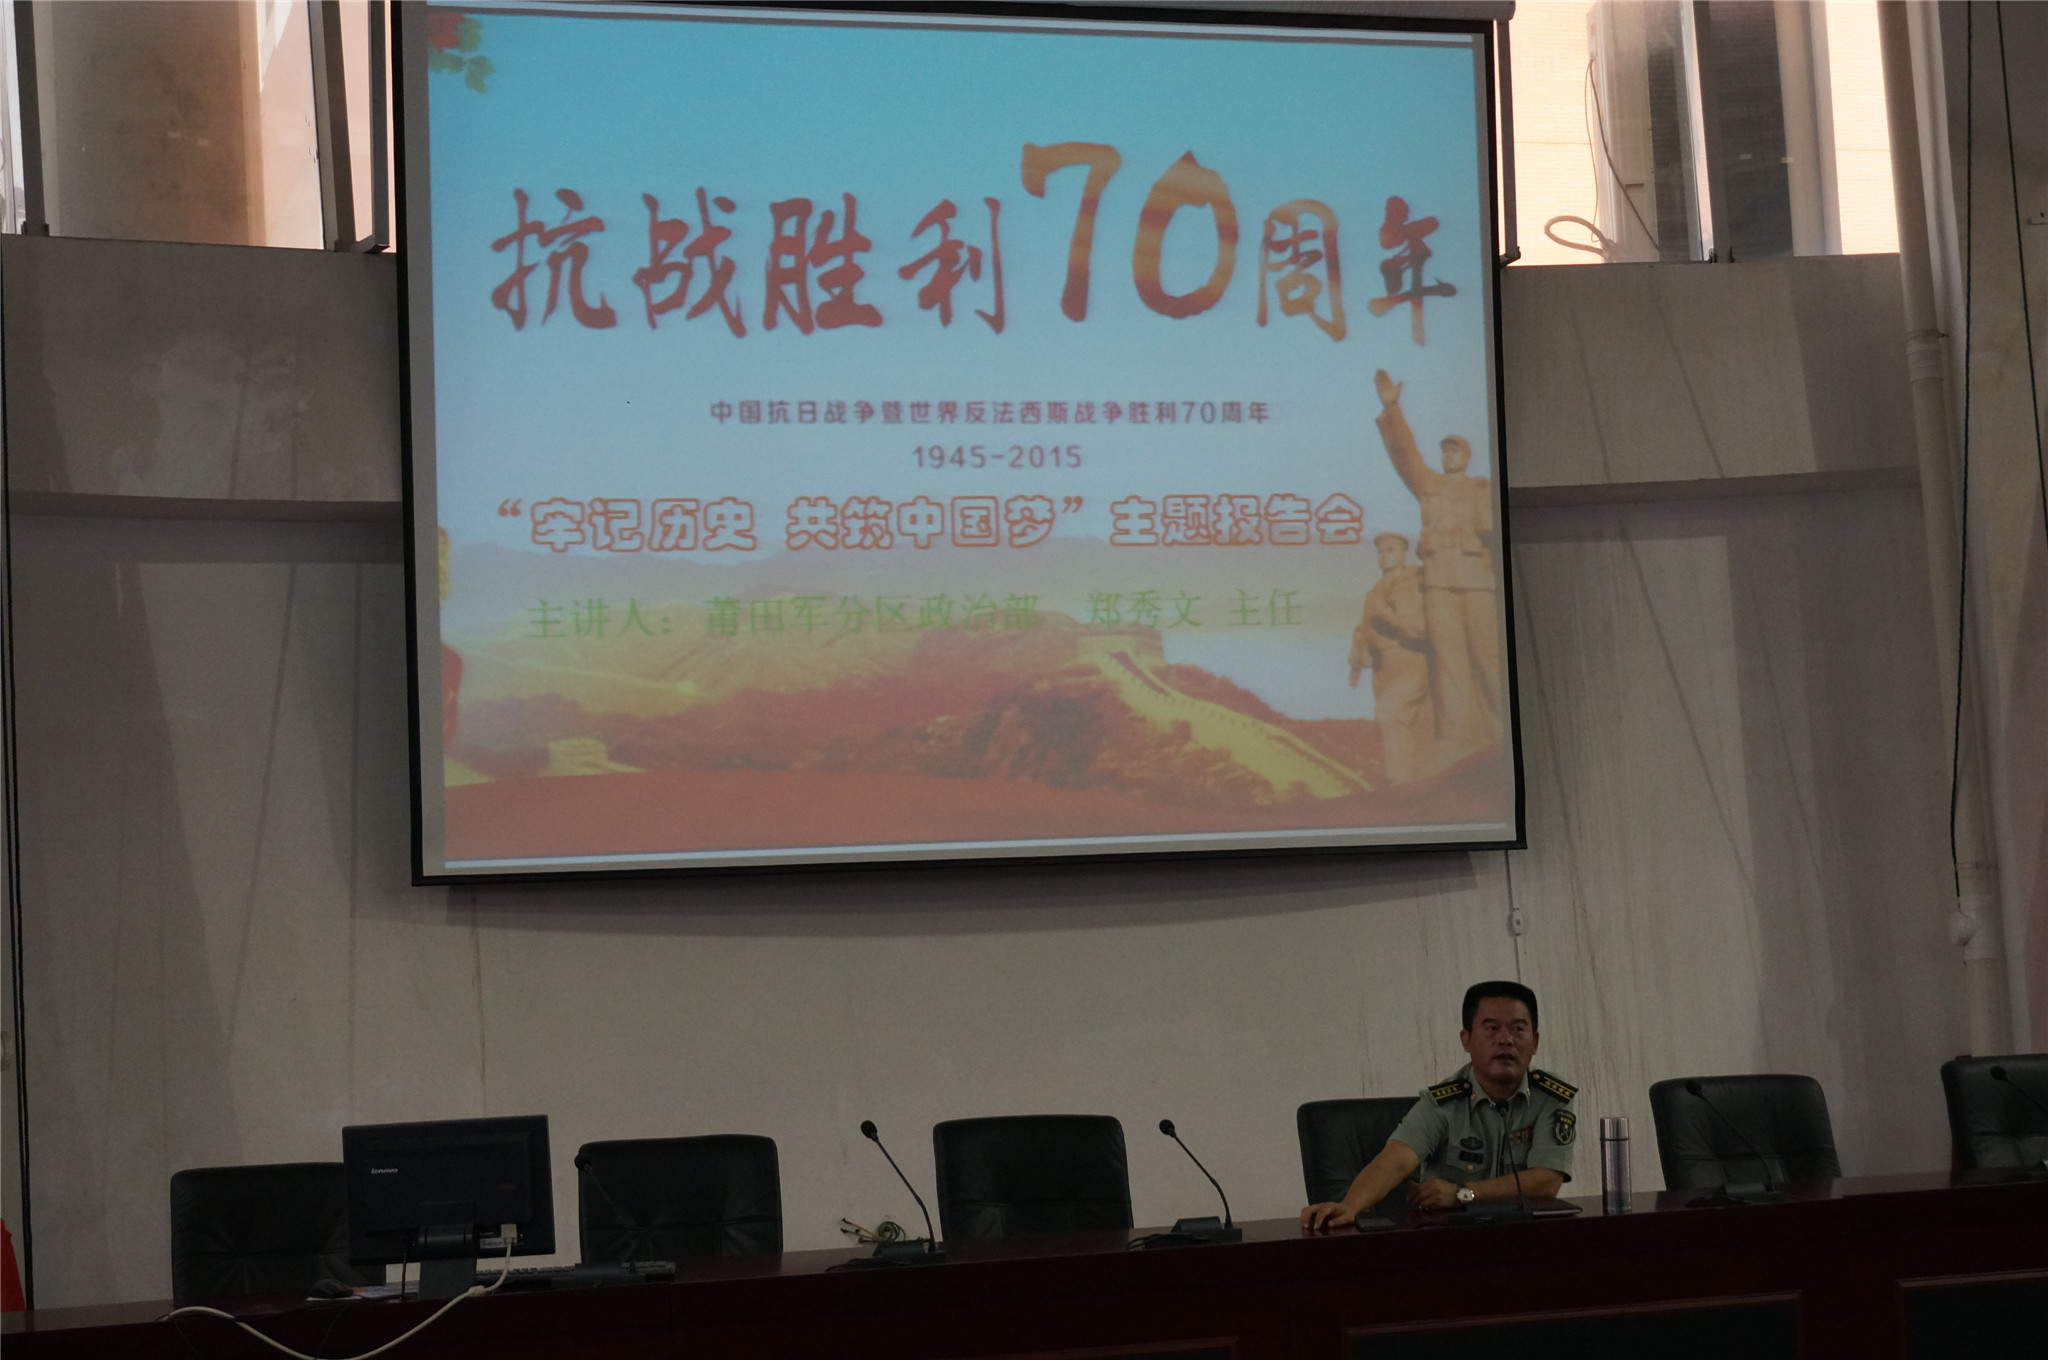 抗战胜利70周年
中国抗日战争暨世界反法西斯战争胜利70周年
1945-2015
“牢记历史 共筑中国梦”主题报告会
主讲人：莆田军分区政治部 郑秀文 主任
lenovo